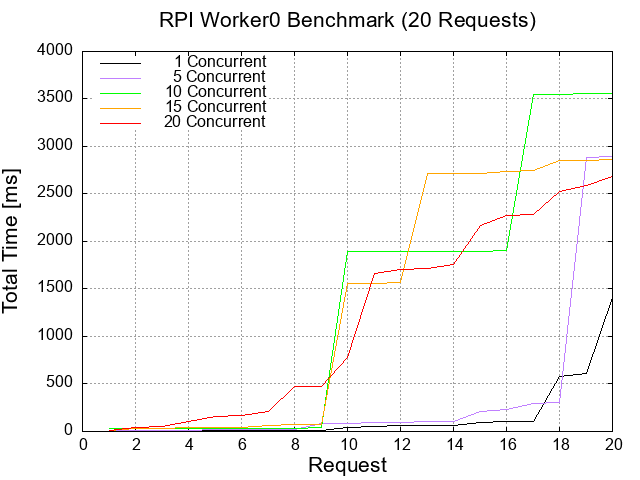 RPI Worker0 Benchmark (20 Requests)
4000
3500
3000
2500
2000
1500
1000
500
0
Total Time [ms]
1 Concurrent
5 Concurrent
10 Concurrent
15 Concurrent
20 Concurrent
0 2 4 6 8 10 12 14 16 18 20
Request